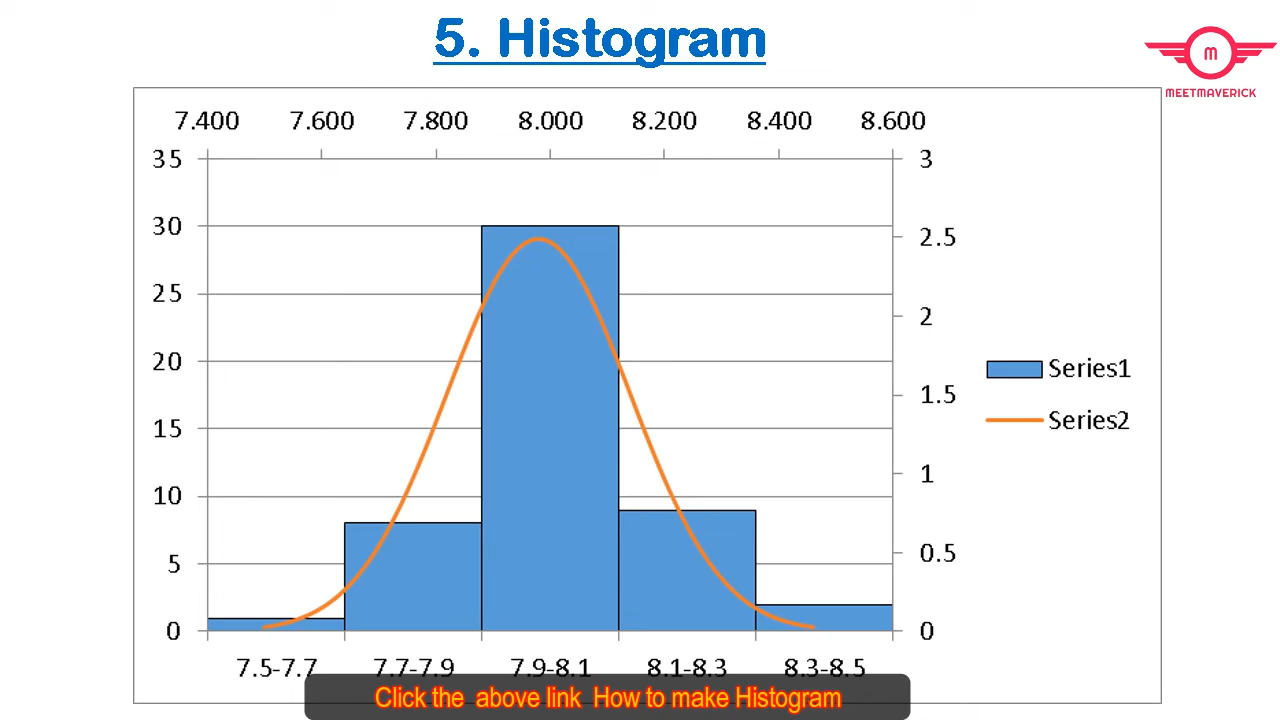 5. Histogram
M
MEETMAVERICK
7.400 7.600 7.800 8.000 8.200 8.400 8.600
35 3
30
2.5
25
2
20
1.5
15
1
10
0.5
5
0 0
Series1
Series2
7.5-7.7 7.7-7.9 7.9-8.1 8.1-8.3 8.3-8.5
Click the above link How to make Histogram